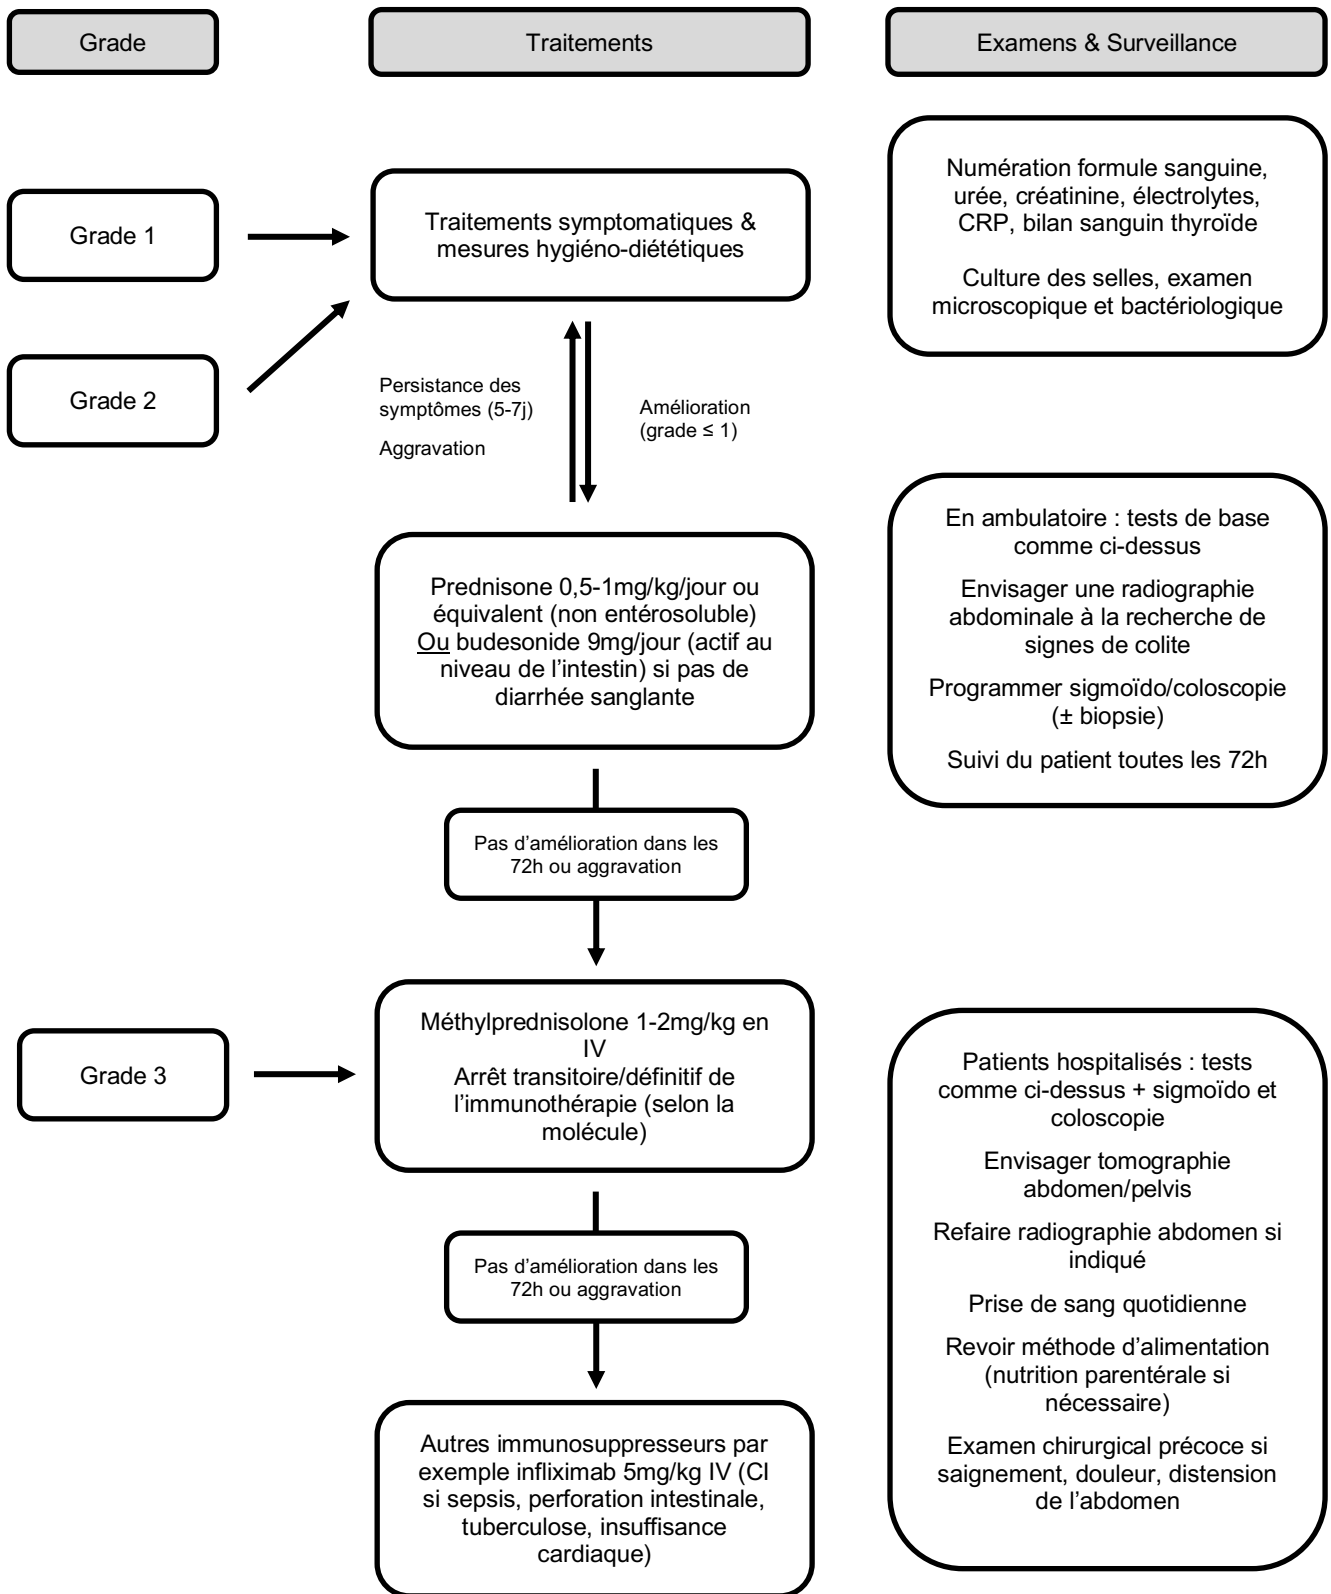 Grade
Traitements
Examens & Surveillance
Grade 1
Grade 2
Traitements symptomatiques &
mesures hygiéno-diététiques
Numération formule sanguine,
urée, créatinine, électrolytes,
CRP, bilan sanguin thyroïde
Culture des selles, examen
microscopique et bactériologique
Persistance des
symptômes (5-7j)
Aggravation
Amélioration
(grade ≤ 1)
Prednisone 0,5-1mg/kg/jour ou
équivalent (non entérosoluble)
Ou budesonide 9mg/jour (actif au
niveau de l’intestin) si pas de
diarrhée sanglante
En ambulatoire : tests de base
comme ci-dessus
Envisager une radiographie
abdominale à la recherche de
signes de colite
Programmer sigmoïdo/coloscopie
(± biopsie)
Suivi du patient toutes les 72h
Pas d’amélioration dans les
72h ou aggravation
Grade 3
Méthylprednisolone 1-2mg/kg en
IV
Arrêt transitoire/définitif de
l’immunothérapie (selon la
molécule)
Pas d’amélioration dans les
72h ou aggravation
Autres immunosuppresseurs par
exemple infliximab 5mg/kg IV (CI
si sepsis, perforation intestinale,
tuberculose, insuffisance
cardiaque)
Patients hospitalisés : tests
comme ci-dessus + sigmoïdo et
coloscopie
Envisager tomographie
abdomen/pelvis
Refaire radiographie abdomen si
indiqué
Prise de sang quotidienne
Revoir méthode d’alimentation
(nutrition parentérale si
nécessaire)
Examen chirurgical précoce si
saignement, douleur, distension
de l’abdomen